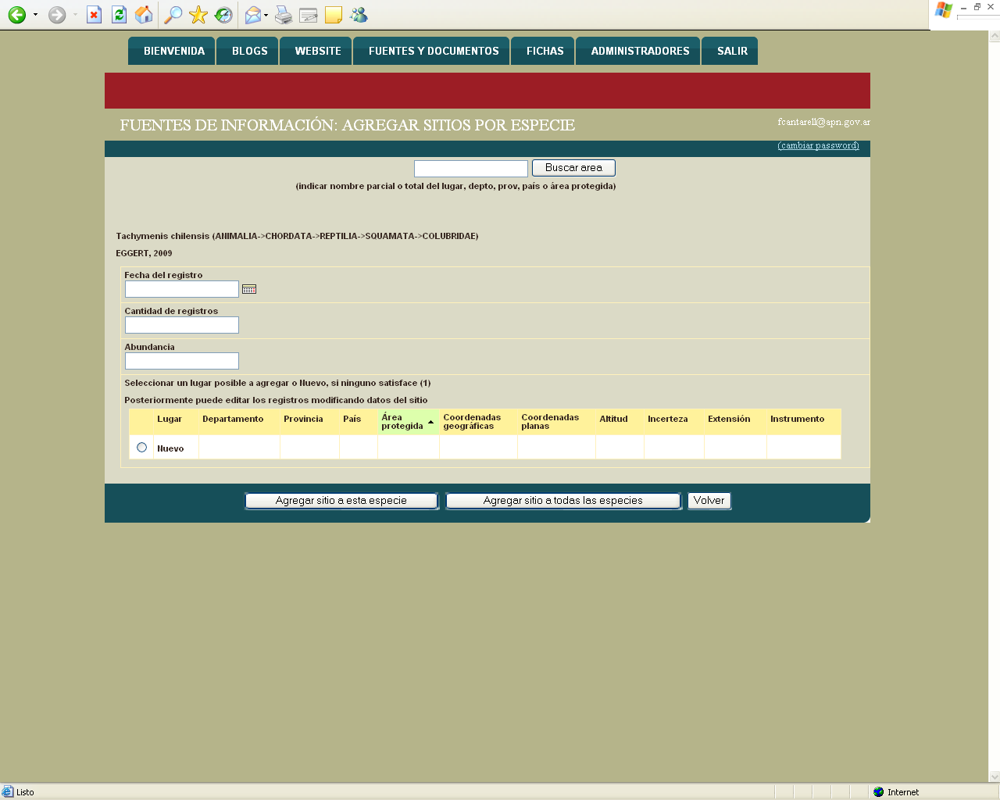 BIENVENIDA BLOGS WEBSITE FUENTES Y DOCUMENTOS FICHAS ADMINISTRADORES SALIR
FUENTES DE INFORMACIÓN: AGREGAR SITIOS POR ESPECIE
fcantarell@apn.gov.ar
(cambiar password)
Buscar area
(indicar nombre parcial o total del lugar, depto, prov, país o área protegida)
Tachymenis chilensis (ANIMALIA->CHORDATA->REPTILIA->SQUAMATA->COLUBRIDAE)
EGGERT, 2009
Fecha del registro
Cantidad de registros
Abundancia
Seleccionar un lugar posible a agregar o Nuevo, si ninguno satisface (1)
Posteriormente puede editar los registros modificando datos del sitio
Lugar Departamento Provincia País Área protegida Coordenadas geográficas Coordenadas planas Altitud Incerteza Extensión Instrumento
Nuevo
Agregar sitio a esta especie Agregar sitio a todas las especies Volver
Listo Internet